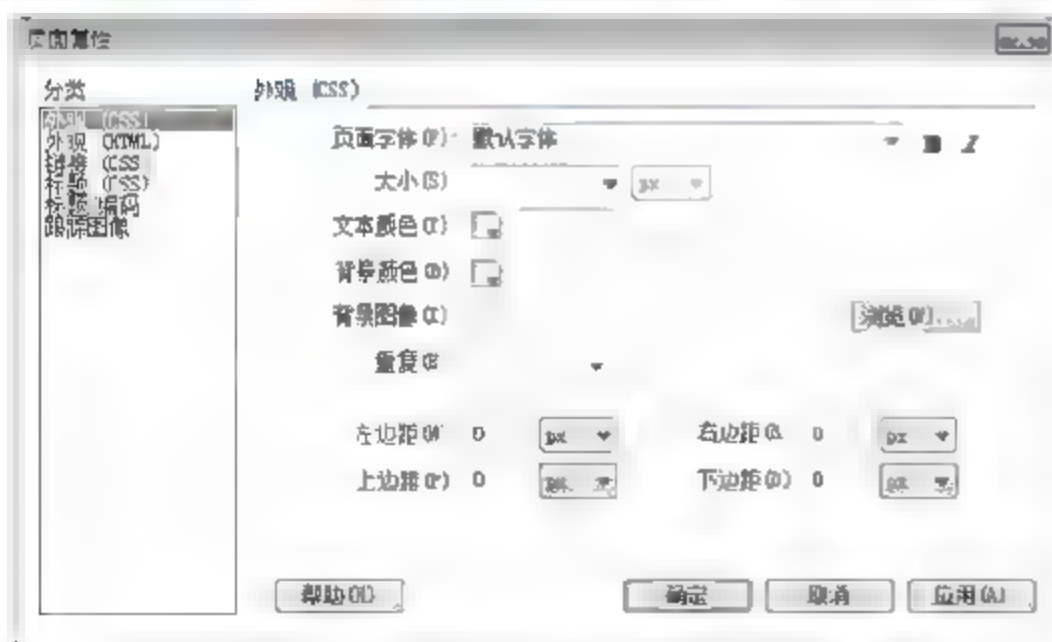 页面属性
分类
外观 (CSS)
外观 (CSS)
外观 (HTML)
链接 (CSS)
标题 (CSS)
标题/编码
跟踪图像
页面字体(F): 默认字体 B I
大小(S) px
文本颜色(T)
背景颜色(B)
背景图像(I) 浏览(W)...
重复(E)
左边距(M) 0 px 右边距(R) 0 px
上边距(P) 0 px 下边距(O) 0 px
帮助(H) 确定 取消 应用(A)